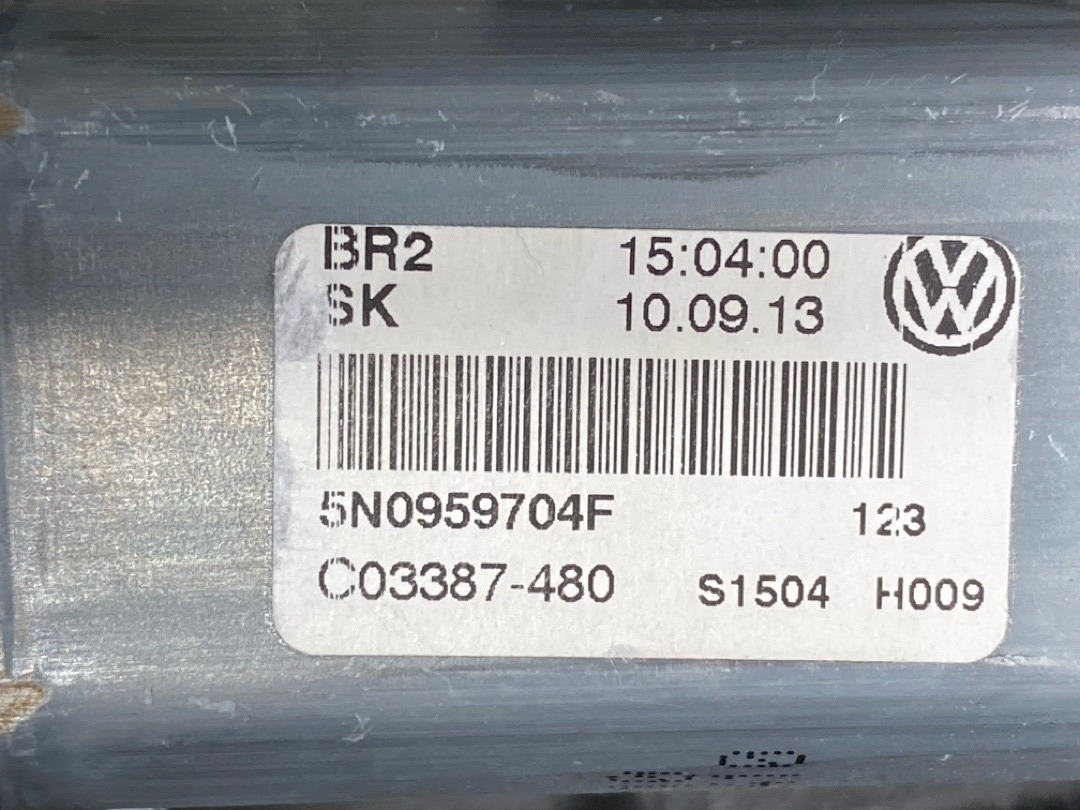 BR2 15:04:00
SK 10.09.13
5N0959704F 123
C03387-480 S1504 H009